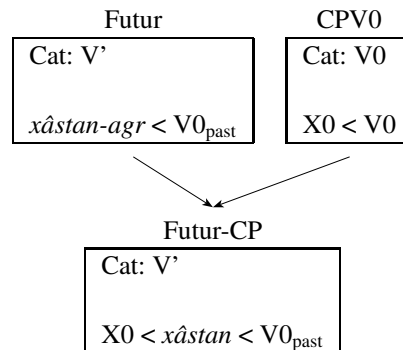 Futur CPV0
Cat: V’ Cat: V0
xâstan-agr < V0past X0 < V0
Futur-CP
Cat: V’
X0 < xâstan < V0past